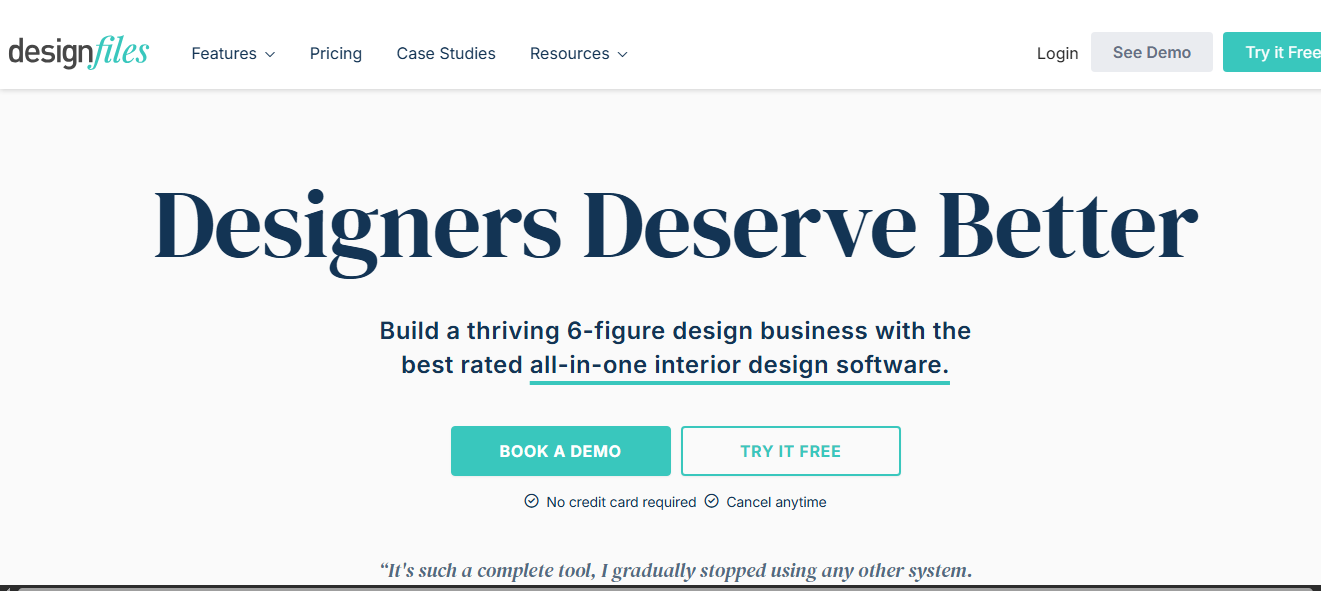 designfiles
Features Pricing Case Studies Resources Login See Demo Try it Free
Designers Deserve Better
Build a thriving 6-figure design business with the
best rated all-in-one interior design software.
BOOK A DEMO TRY IT FREE
No credit card required Cancel anytime
“It's such a complete tool, I gradually stopped using any other system.